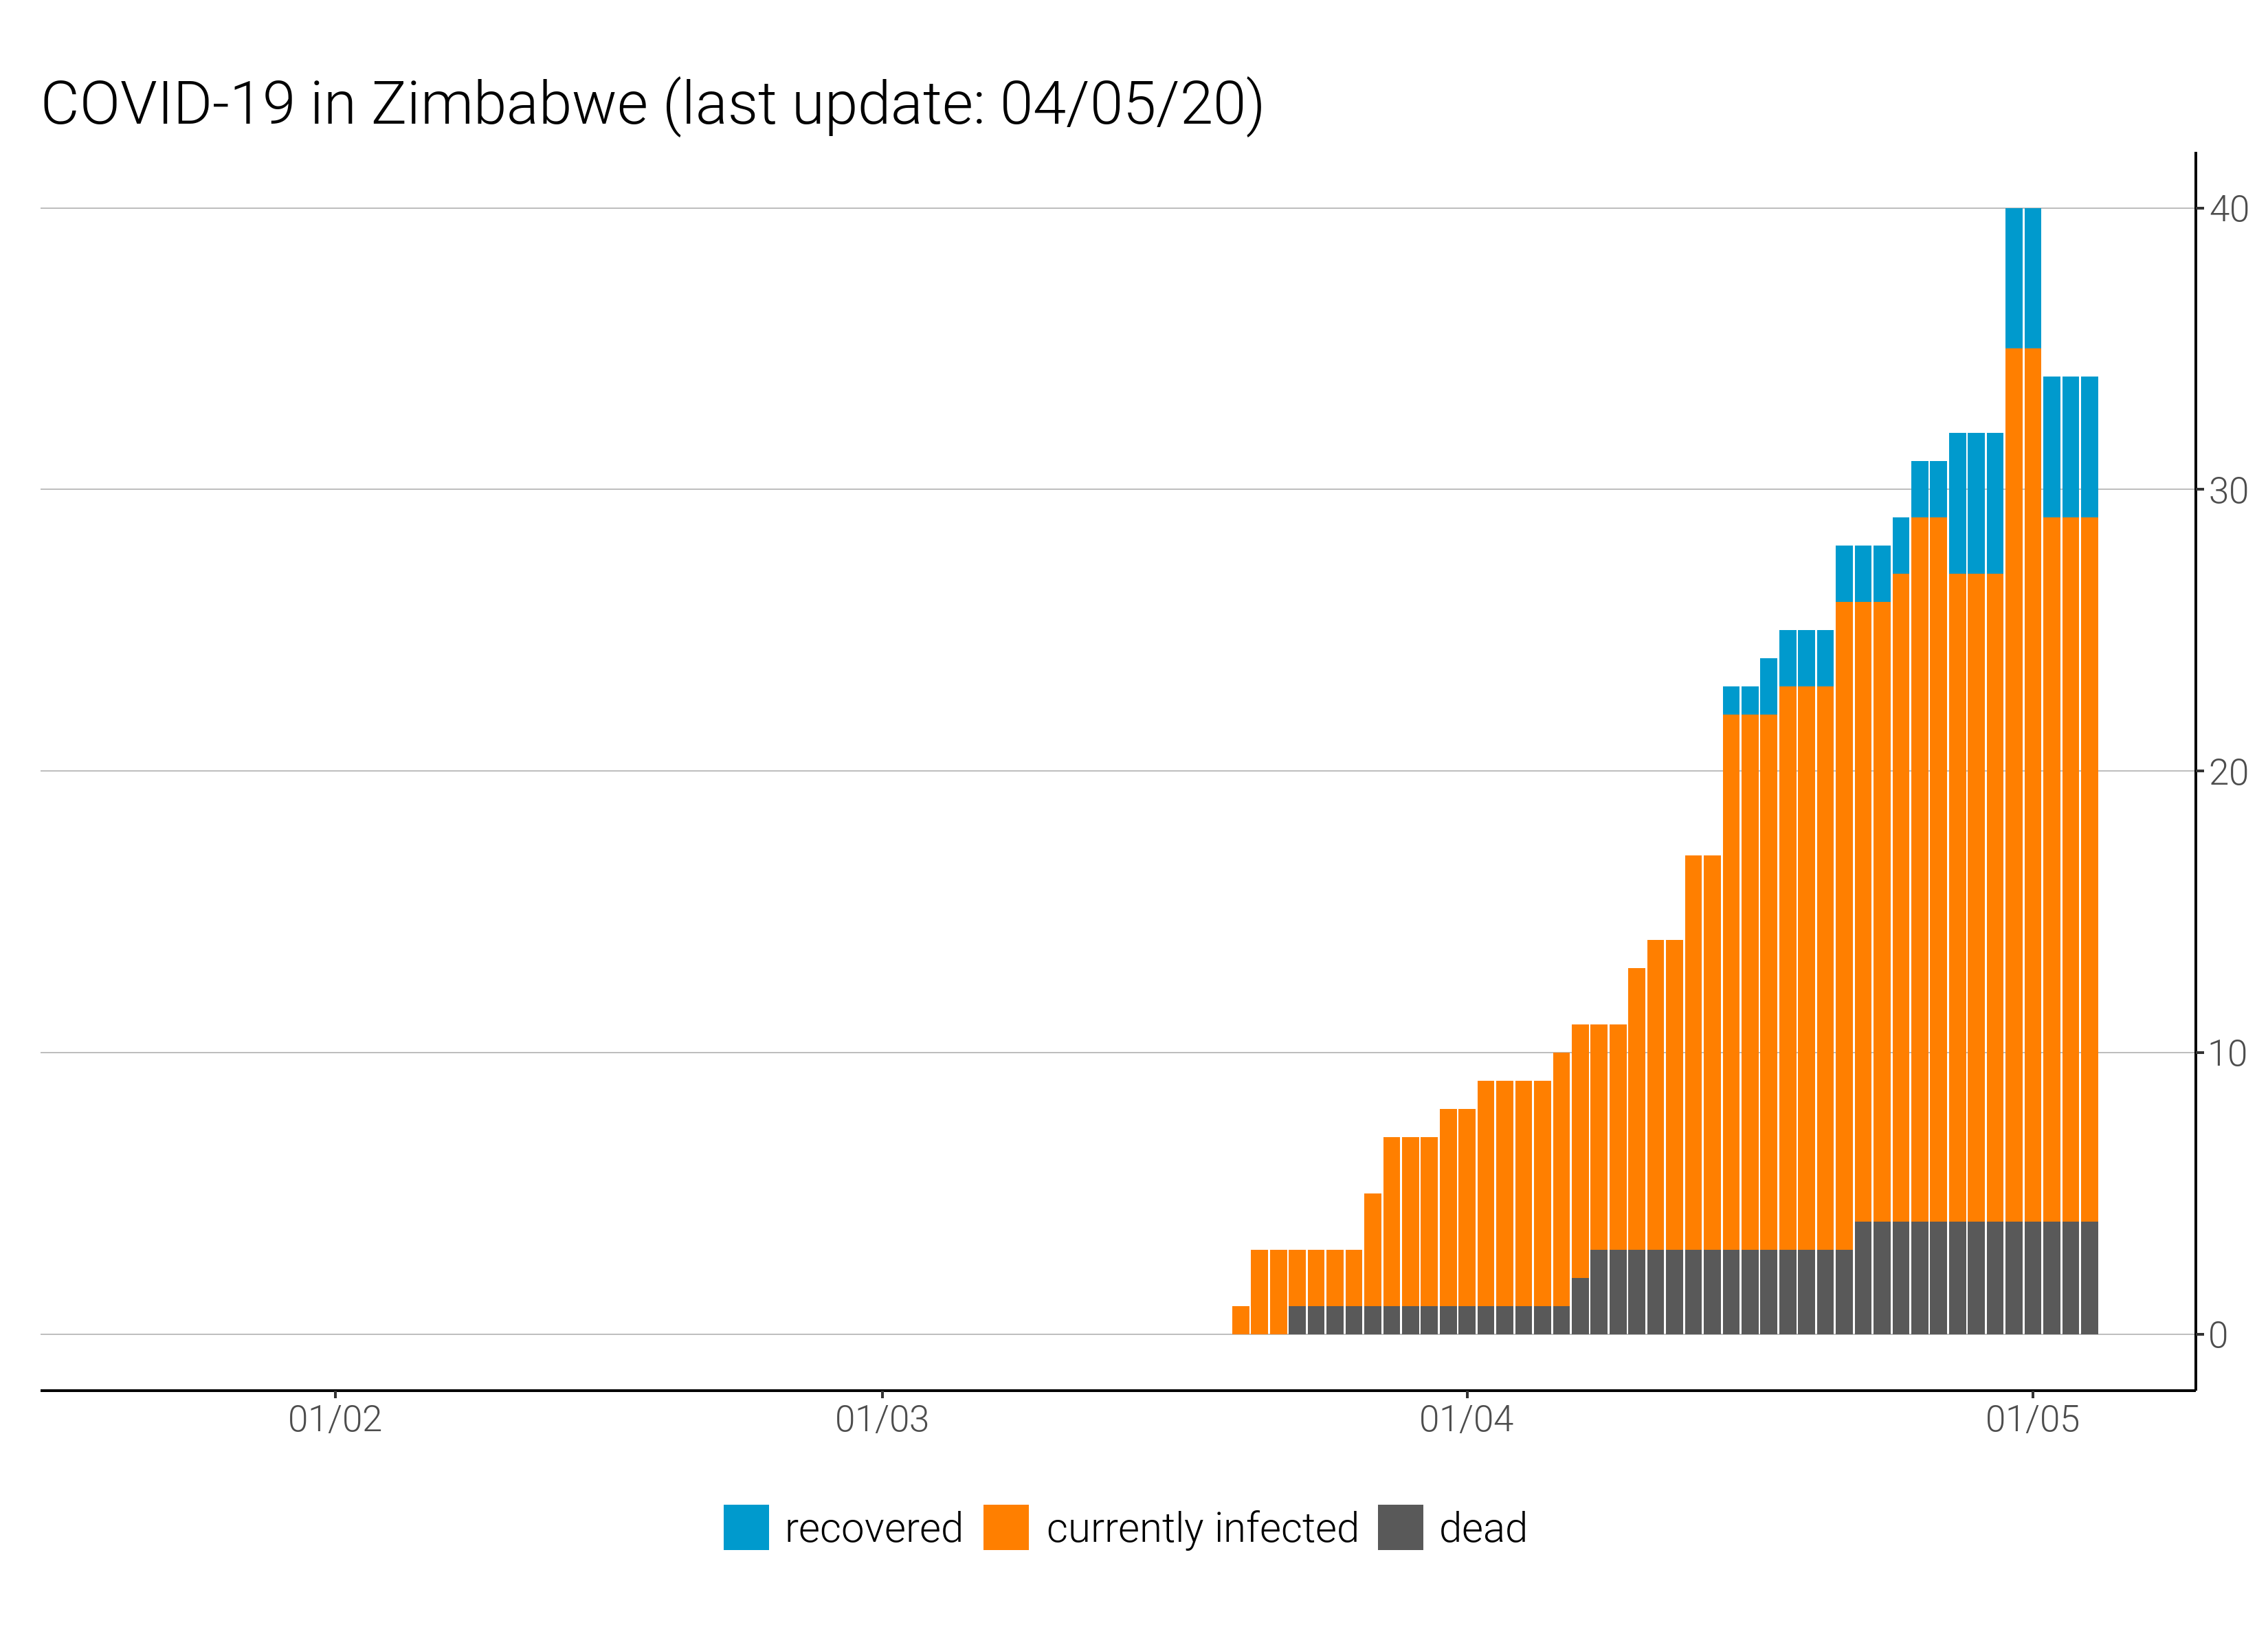 COVID-19 in Zimbabwe (last update: 04/05/20)
40
30
20
10
0
01/02 01/03 01/04 01/05
recovered currently infected dead